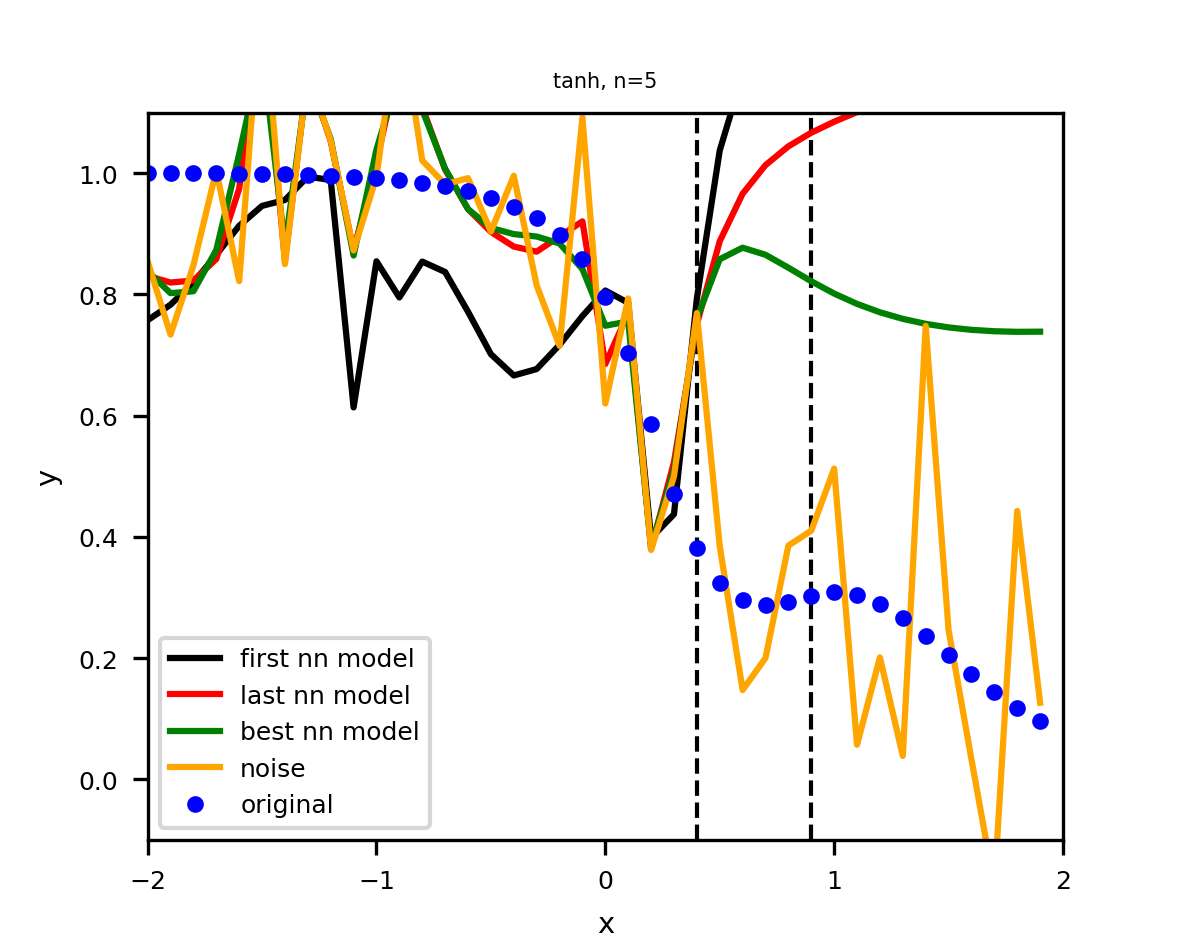 tanh, n=5
y
1.0
0.8
0.6
0.4
0.2
0.0
first nn model
last nn model
best nn model
noise
original
−2
−1
0
1
2
x